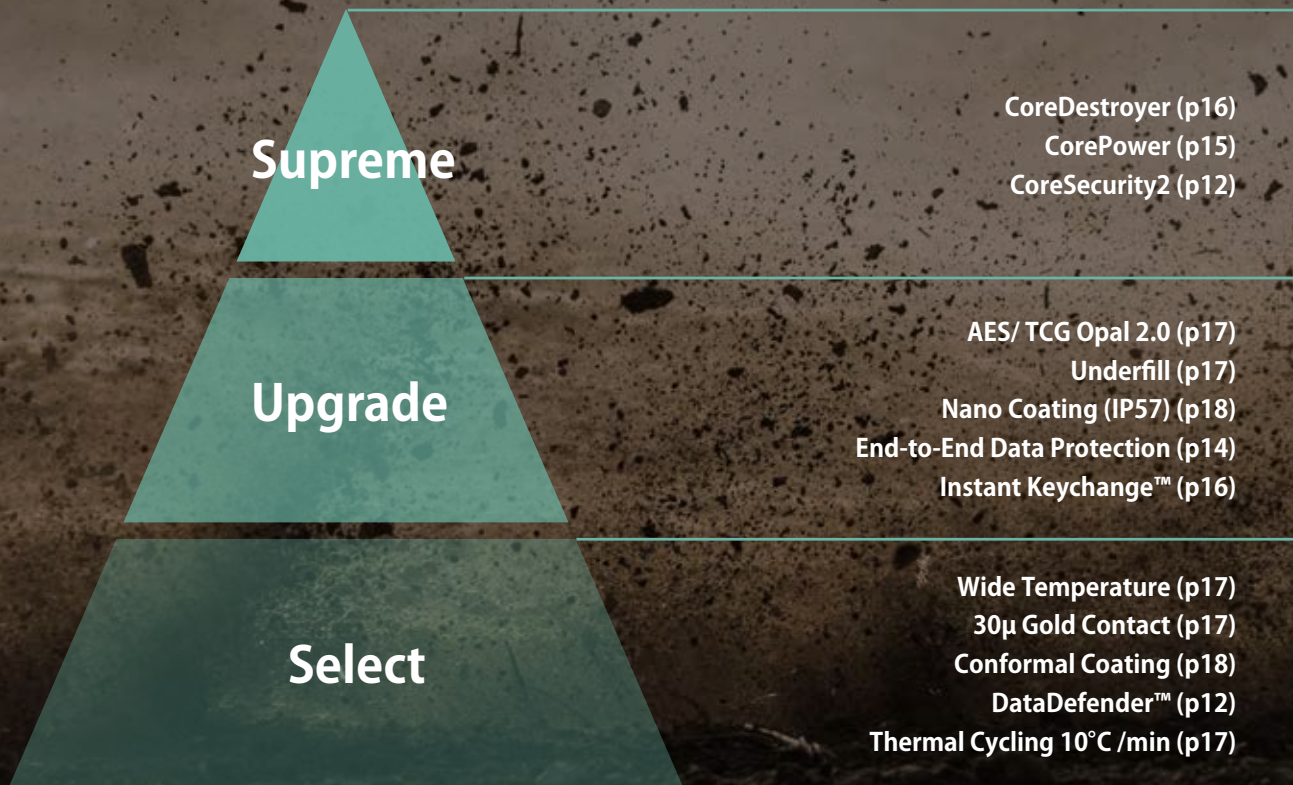 Supreme
CoreDestroyer (p16)
CorePower (p15)
CoreSecurity2 (p12)
Upgrade
AES/ TCG Opal 2.0 (p17)
Underfill (p17)
Nano Coating (IP57) (p18)
End-to-End Data Protection (p14)
Instant Keychange™ (p16)
Select
Wide Temperature (p17)
30µ Gold Contact (p17)
Conformal Coating (p18)
DataDefender™ (p12)
Thermal Cycling 10°C /min (p17)